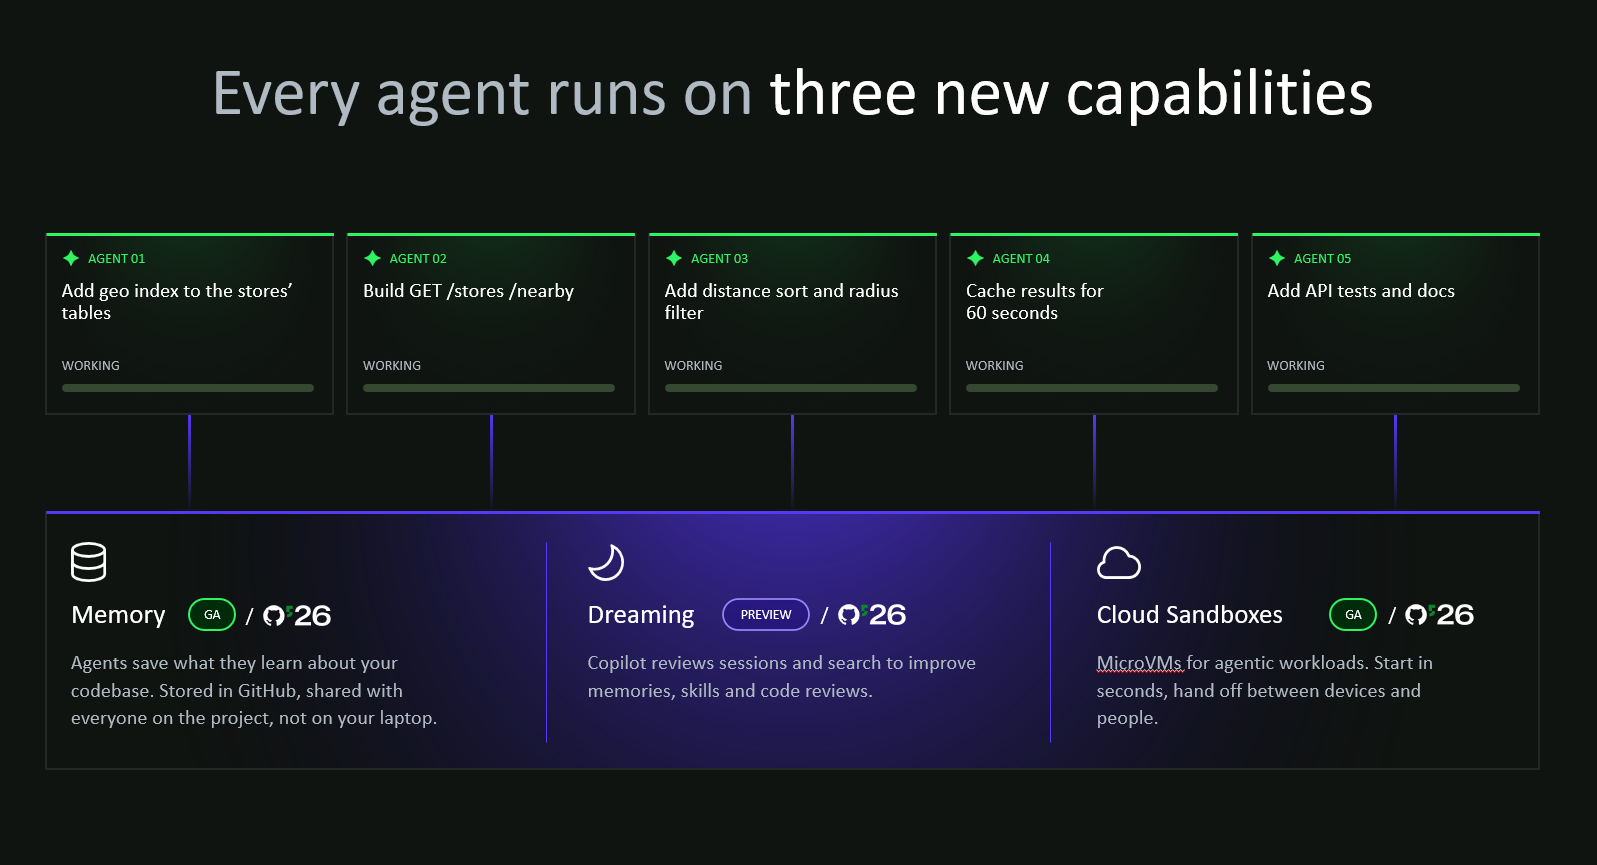 Every agent runs on three new capabilities
AGENT 01
Add geo index to the stores’
tables
WORKING
AGENT 02
Build GET /stores /nearby
WORKING
AGENT 03
Add distance sort and radius
filter
WORKING
AGENT 04
Cache results for
60 seconds
WORKING
AGENT 05
Add API tests and docs
WORKING
Memory GA / '26
Agents save what they learn about your
codebase. Stored in GitHub, shared with
everyone on the project, not on your laptop.
Dreaming PREVIEW / '26
Copilot reviews sessions and search to improve
memories, skills and code reviews.
Cloud Sandboxes GA / '26
MicroVMs for agentic workloads. Start in
seconds, hand off between devices and
people.